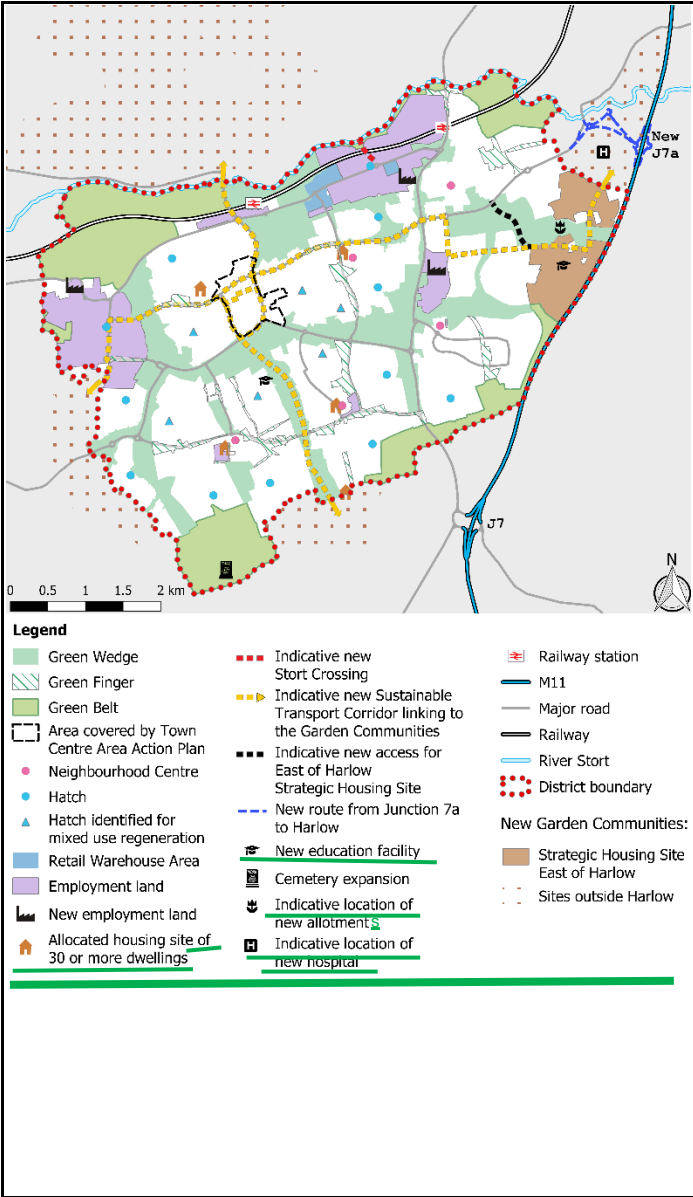 New
J7a
J7
N
0 0.5 1 1.5 2 km
Legend
Green Wedge
Green Finger
Green Belt
Area covered by Town
Centre Area Action Plan
Neighbourhood Centre
Hatch
Hatch identified for
mixed use regeneration
Retail Warehouse Area
Employment land
New employment land
Allocated housing site of
30 or more dwellings
Indicative new
Stort Crossing
Indicative new Sustainable
Transport Corridor linking to
the Garden Communities
Indicative new access for
East of Harlow
Strategic Housing Site
New route from Junction 7a
to Harlow
New education facility
Cemetery expansion
Indicative location of
new allotments
H Indicative location of
new hospital
Railway station
M11
Major road
Railway
River Stort
District boundary
New Garden Communities:
Strategic Housing Site
East of Harlow
Sites outside Harlow